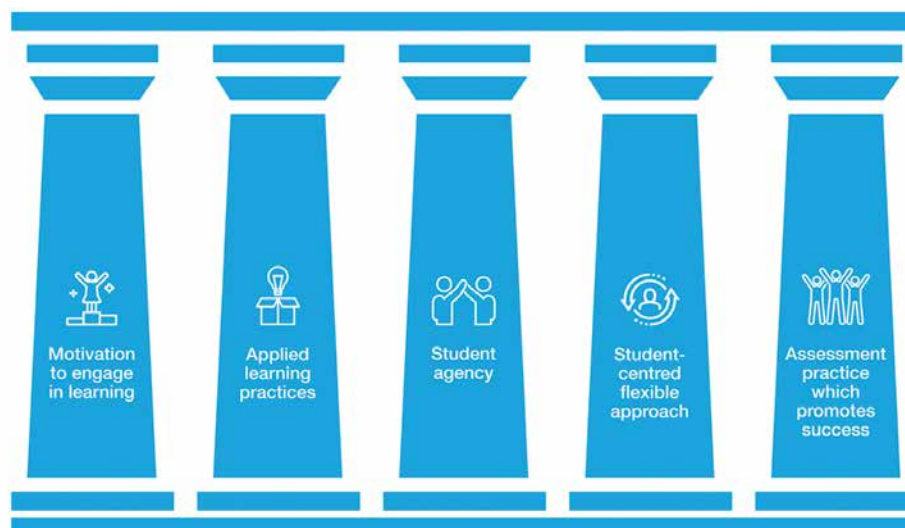 Motivation
to engage
in learning
Applied
learning
practices
Student
agency
Student-
centred
flexible
approach
Assessment
practice
which
promotes
success